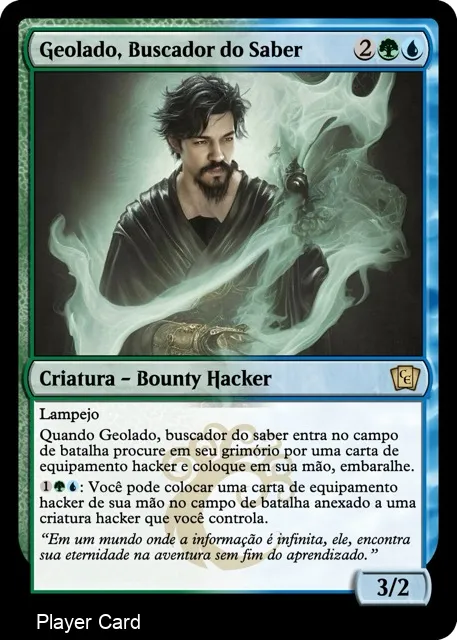 Geolado, Buscador do Saber 2
Criatura – Bounty Hacker
CE
Lampejo
Quando Geolado, buscador do saber entra no campo
de batalha procure em seu grimório por uma carta de
equipamento hacker e coloque em sua mão, embaralhe.
1: Você pode colocar uma carta de equipamento
hacker de sua mão no campo de batalha anexado a uma
criatura hacker que você controla.
“Em um mundo onde a informação é infinita, ele, encontra
sua eternidade na aventura sem fim do aprendizado.”
3/2
Player Card